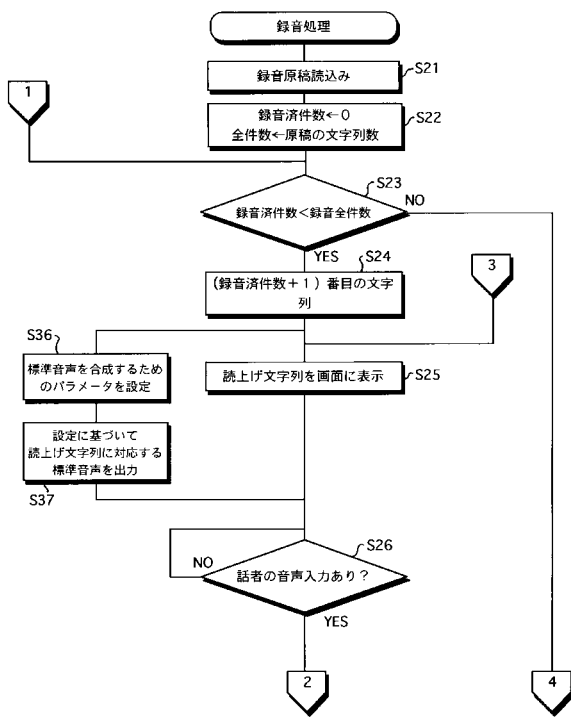 録音処理
録音原稿読込み
S21
1
録音済件数←0
全件数←原稿の文字列数
S22
S23
録音済件数<録音全件数
NO
YES
S24
(録音済件数+1)番目の文字
列
3
S36
標準音声を合成するため
のパラメータを設定
読上げ文字列を画面に表示
S25
設定に基づいて
読上げ文字列に対応する
標準音声を出力
S37
S26
NO
話者の音声入力あり?
YES
2
4